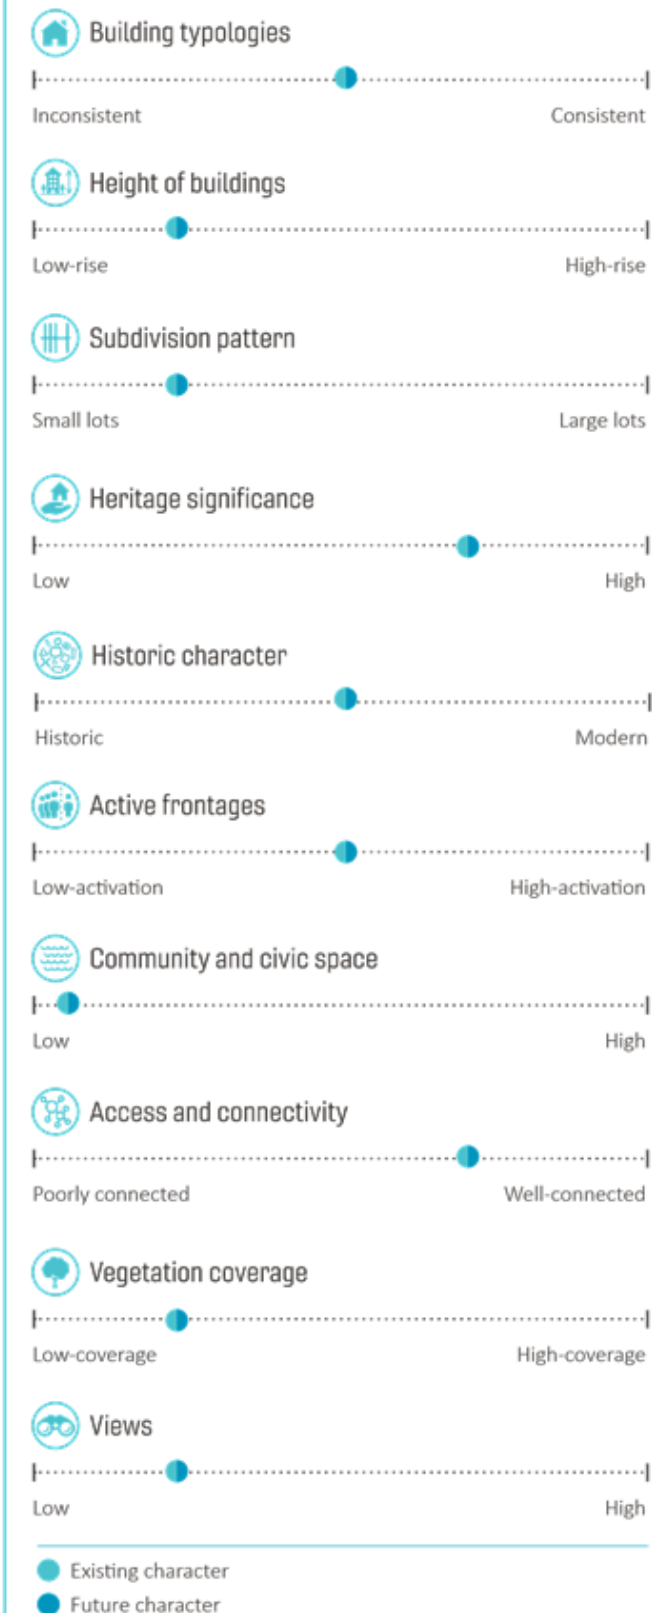 Building typologies
Inconsistent Consistent
Height of buildings
Low-rise High-rise
Subdivision pattern
Small lots Large lots
Heritage significance
Low High
Historic character
Historic Modern
Active frontages
Low-activation High-activation
Community and civic space
Low High
Access and connectivity
Poorly connected Well-connected
Vegetation coverage
Low-coverage High-coverage
Views
Low High
Existing character
Future character